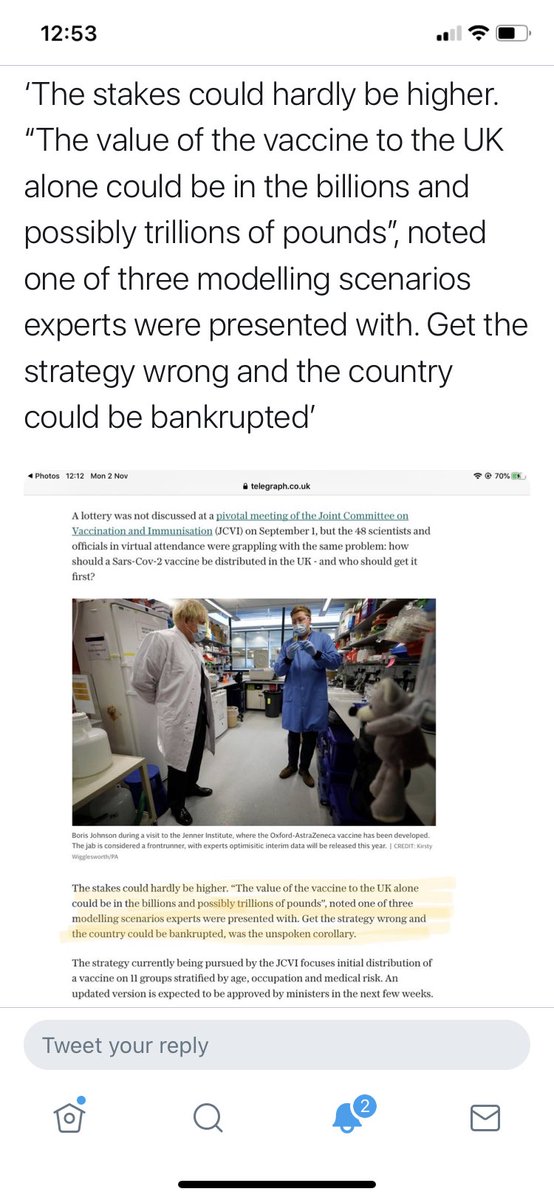 12:53
‘The stakes could hardly be higher.
“The value of the vaccine to the UK
alone could be in the billions and
possibly trillions of pounds”, noted
one of three modelling scenarios
experts were presented with. Get the
strategy wrong and the country
could be bankrupted’
Photos 12:12 Mon 2 Nov
70%
telegraph.co.uk
A lottery was not discussed at a pivotal meeting of the Joint Committee on
Vaccination and Immunisation (JCVI) on September 1, but the 48 scientists and
officials in virtual attendance were grappling with the same problem: how
should a Sars-Cov-2 vaccine be distributed in the UK - and who should get it
first?
Boris Johnson during a visit to the Jenner Institute, where the Oxford-AstraZeneca vaccine has been developed.
The jab is considered a frontrunner, with experts optimisitic interim data will be released this year. | CREDIT: Kirsty
Wigglesworth/PA
The stakes could hardly be higher. “The value of the vaccine to the UK alone
could be in the billions and possibly trillions of pounds”, noted one of three
modelling scenarios experts were presented with. Get the strategy wrong and
the country could be bankrupted, was the unspoken corollary.
The strategy currently being pursued by the JCVI focuses initial distribution of
a vaccine on 11 groups stratified by age, occupation and medical risk. An
updated version is expected to be approved by ministers in the next few weeks.
Tweet your reply
2